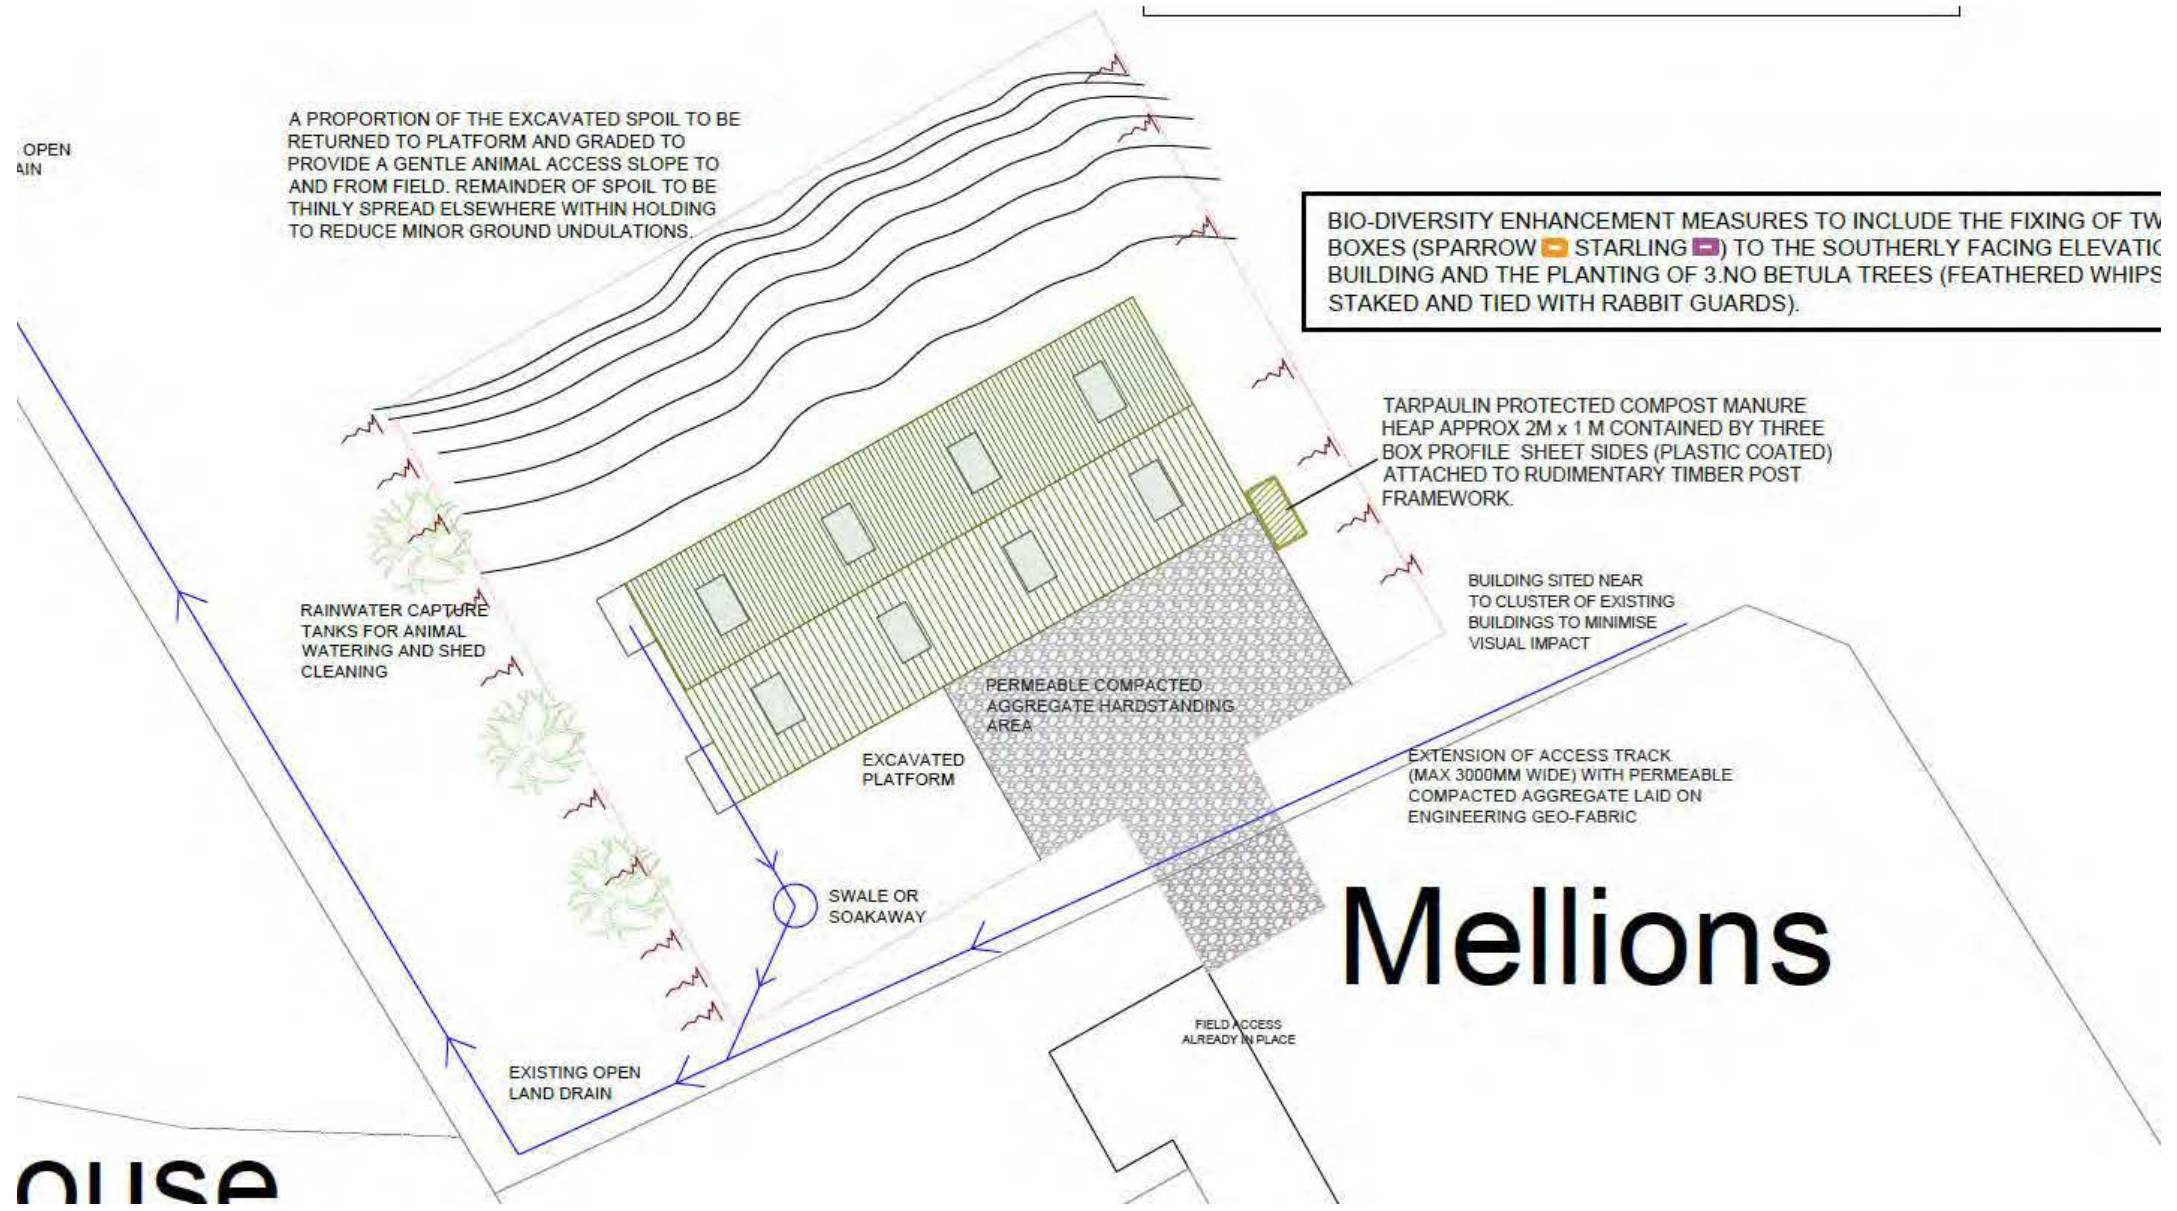 A PROPORTION OF THE EXCAVATED SPOIL TO BE
RETURNED TO PLATFORM AND GRADED TO
PROVIDE A GENTLE ANIMAL ACCESS SLOPE TO
AND FROM FIELD. REMAINDER OF SPOIL TO BE
THINLY SPREAD ELSEWHERE WITHIN HOLDING
TO REDUCE MINOR GROUND UNDULATIONS.
OPEN
AIN
BIO-DIVERSITY ENHANCEMENT MEASURES TO INCLUDE THE FIXING OF TW
BOXES (SPARROW STARLING ) TO THE SOUTHERLY FACING ELEVATIO
BUILDING AND THE PLANTING OF 3.NO BETULA TREES (FEATHERED WHIPS
STAKED AND TIED WITH RABBIT GUARDS).
TARPAULIN PROTECTED COMPOST MANURE
HEAP APPROX 2M x 1 M CONTAINED BY THREE
BOX PROFILE SHEET SIDES (PLASTIC COATED)
ATTACHED TO RUDIMENTARY TIMBER POST
FRAMEWORK.
BUILDING SITED NEAR
TO CLUSTER OF EXISTING
BUILDINGS TO MINIMISE
VISUAL IMPACT
RAINWATER CAPTURE
TANKS FOR ANIMAL
WATERING AND SHED
CLEANING
PERMEABLE COMPACTED
AGGREGATE HARDSTANDING
AREA
EXCAVATED
PLATFORM
EXTENSION OF ACCESS TRACK
(MAX 3000MM WIDE) WITH PERMEABLE
COMPACTED AGGREGATE LAID ON
ENGINEERING GEO-FABRIC
SWALE OR
SOAKAWAY
Mellions
FIELD ACCESS
ALREADY IN PLACE
EXISTING OPEN
LAND DRAIN
ouse